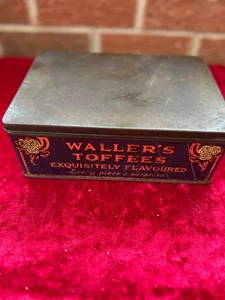 WALLER'S
TOFFEES
EXQUISITELY FLAVOURED
Every piece a surprise